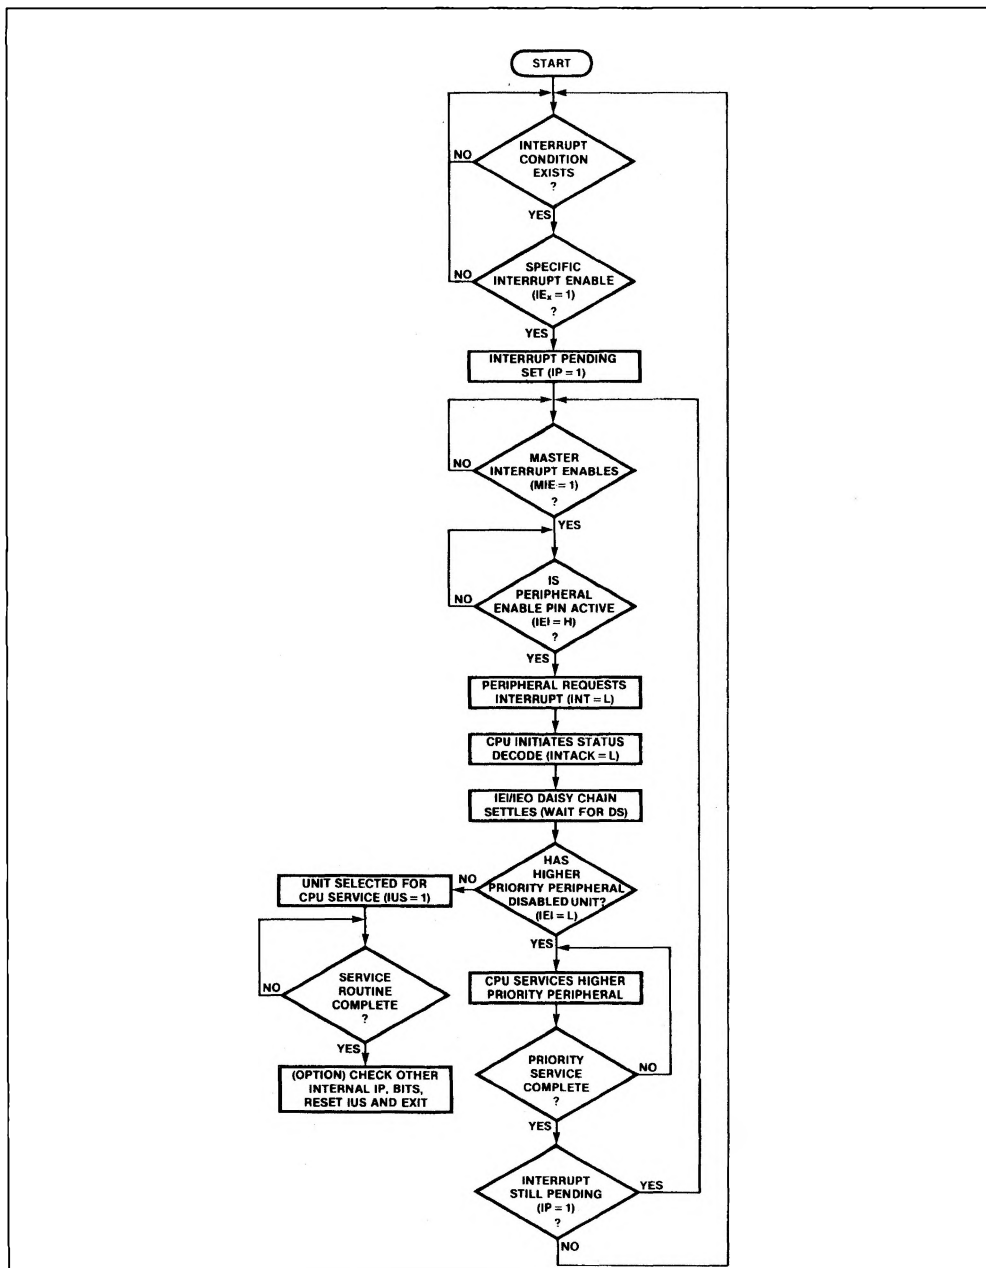 START
INTERRUPT
CONDITION
EXISTS
?
NO
YES
SPECIFIC
INTERRUPT ENABLE
(IEx = 1)
?
NO
YES
INTERRUPT PENDING
SET (IP = 1)
MASTER
INTERRUPT ENABLES
(MIE = 1)
?
NO
YES
IS
PERIPHERAL
ENABLE PIN ACTIVE
(IEI = H)
?
NO
YES
PERIPHERAL REQUESTS
INTERRUPT (INT = L)
CPU INITIATES STATUS
DECODE (INTACK = L)
IEI/IEO DAISY CHAIN
SETTLES (WAIT FOR DS)
HAS
HIGHER
PRIORITY PERIPHERAL
DISABLED UNIT?
(IEI = L)
NO
YES
UNIT SELECTED FOR
CPU SERVICE (IUS = 1)
SERVICE
ROUTINE
COMPLETE
?
NO
YES
(OPTION) CHECK OTHER
INTERNAL IP, BITS,
RESET IUS AND EXIT
CPU SERVICES HIGHER
PRIORITY PERIPHERAL
PRIORITY
SERVICE
COMPLETE
?
NO
YES
INTERRUPT
STILL PENDING
(IP = 1)
?
YES
NO